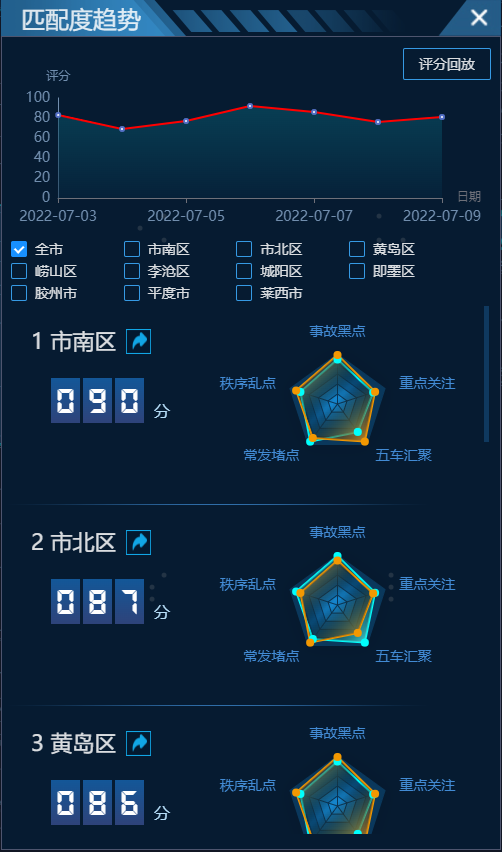 匹配度趋势
评分回放
评分
100
80
60
40
20
0
日期
2022-07-03 2022-07-05 2022-07-07 2022-07-09
全市 市南区 市北区 黄岛区
崂山区 李沧区 城阳区 即墨区
胶州市 平度市 莱西市
1 市南区
090 分
事故黑点
秩序乱点 重点关注
常发堵点 五车汇聚
2 市北区
087 分
事故黑点
秩序乱点 重点关注
常发堵点 五车汇聚
3 黄岛区
086 分
事故黑点
秩序乱点 重点关注